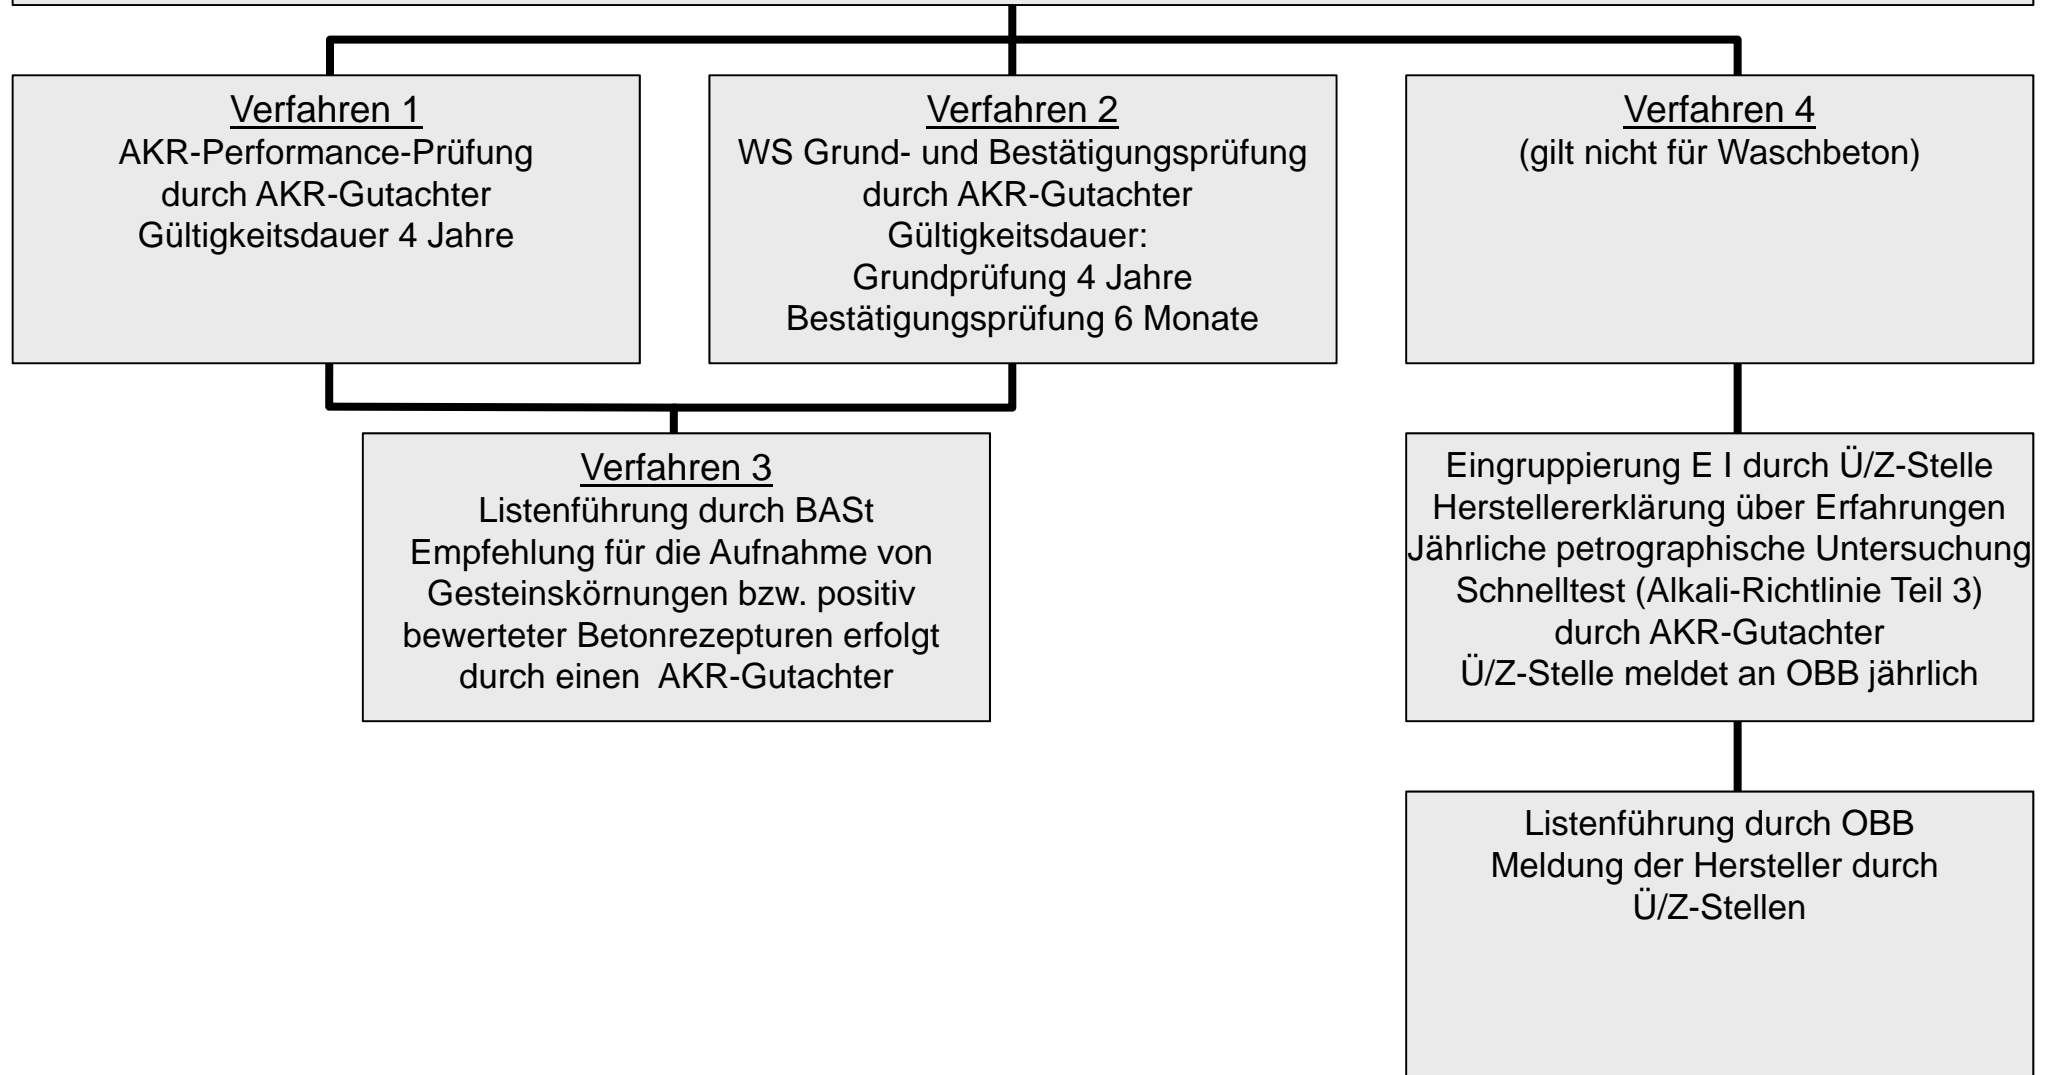 Verfahren 1
AKR-Performance-Prüfung
durch AKR-Gutachter
Gültigkeitsdauer 4 Jahre
Verfahren 2
WS Grund- und Bestätigungsprüfung
durch AKR-Gutachter
Gültigkeitsdauer:
Grundprüfung 4 Jahre
Bestätigungsprüfung 6 Monate
Verfahren 4
(gilt nicht für Waschbeton)
Verfahren 3
Listenführung durch BASt
Empfehlung für die Aufnahme von
Gesteinskörnungen bzw. positiv
bewerteter Betonrezepturen erfolgt
durch einen AKR-Gutachter
Eingruppierung E I durch Ü/Z-Stelle
Herstellererklärung über Erfahrungen
Jährliche petrographische Untersuchung
Schnelltest (Alkali-Richtlinie Teil 3)
durch AKR-Gutachter
Ü/Z-Stelle meldet an OBB jährlich
Listenführung durch OBB
Meldung der Hersteller durch
Ü/Z-Stellen